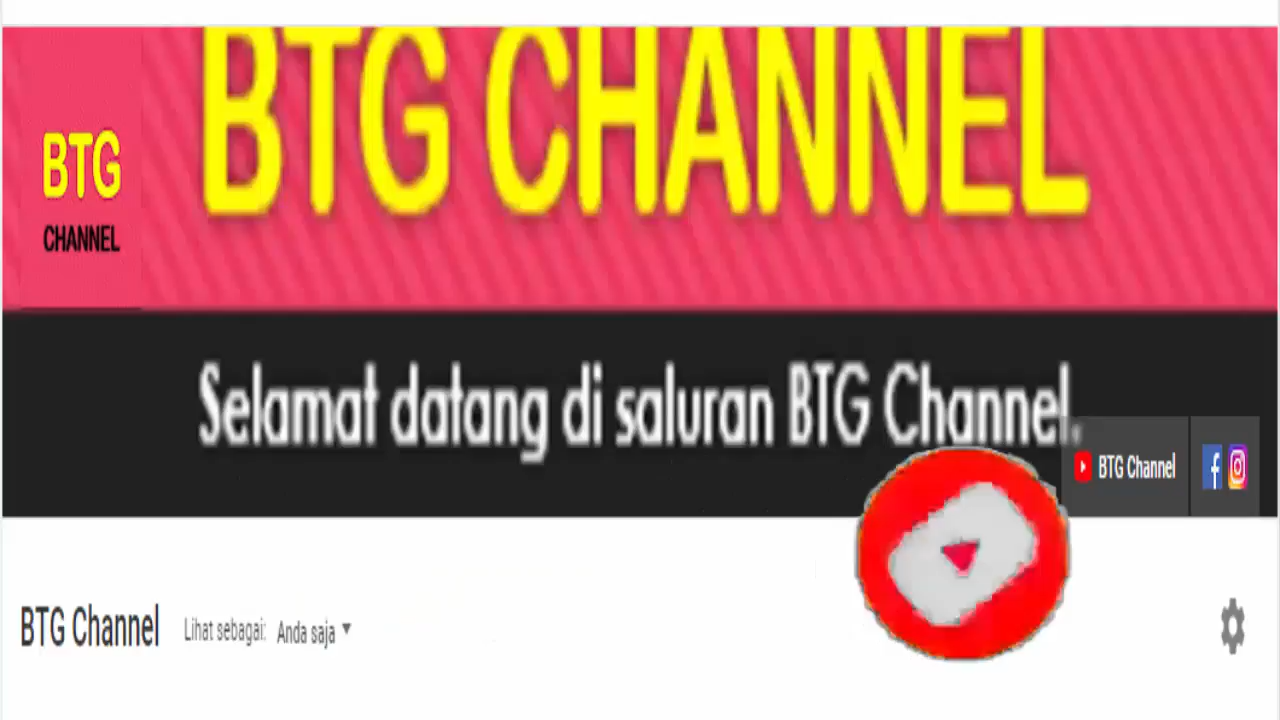 BTG CHANNEL
BTG
CHANNEL
Selamat datang di saluran BTG Channel.
BTG Channel
BTG Channel
Lihat sebagai: Anda saja